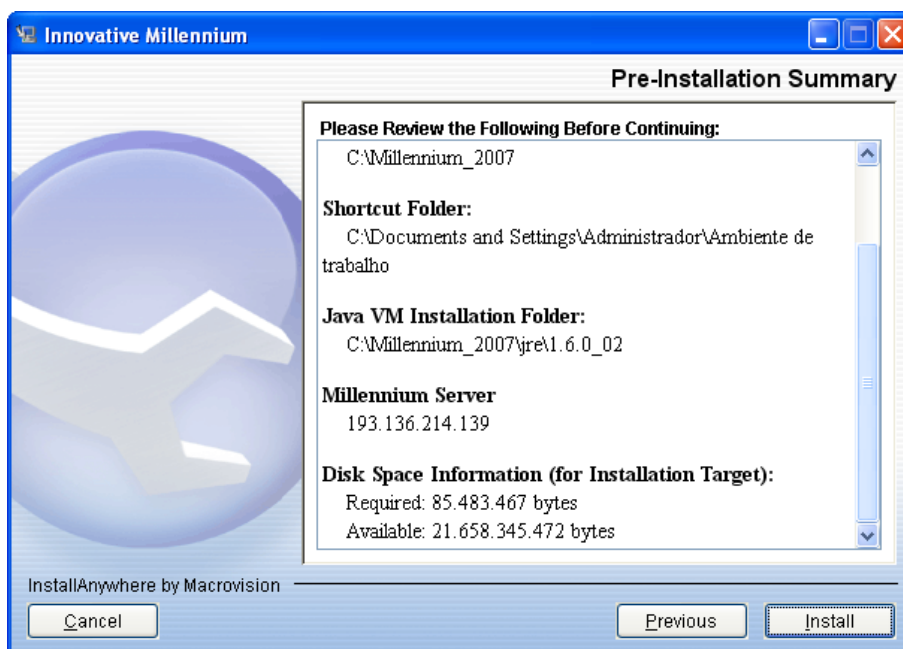 Innovative Millennium
Pre-Installation Summary
Please Review the Following Before Continuing:
C:\Millennium_2007
Shortcut Folder:
C:\Documents and Settings\Administrador\Ambiente de
trabalho
Java VM Installation Folder:
C:\Millennium_2007\jre\1.6.0_02
Millennium Server
193.136.214.139
Disk Space Information (for Installation Target):
Required: 85.483.467 bytes
Available: 21.658.345.472 bytes
InstallAnywhere by Macrovision
Cancel
Previous
Install